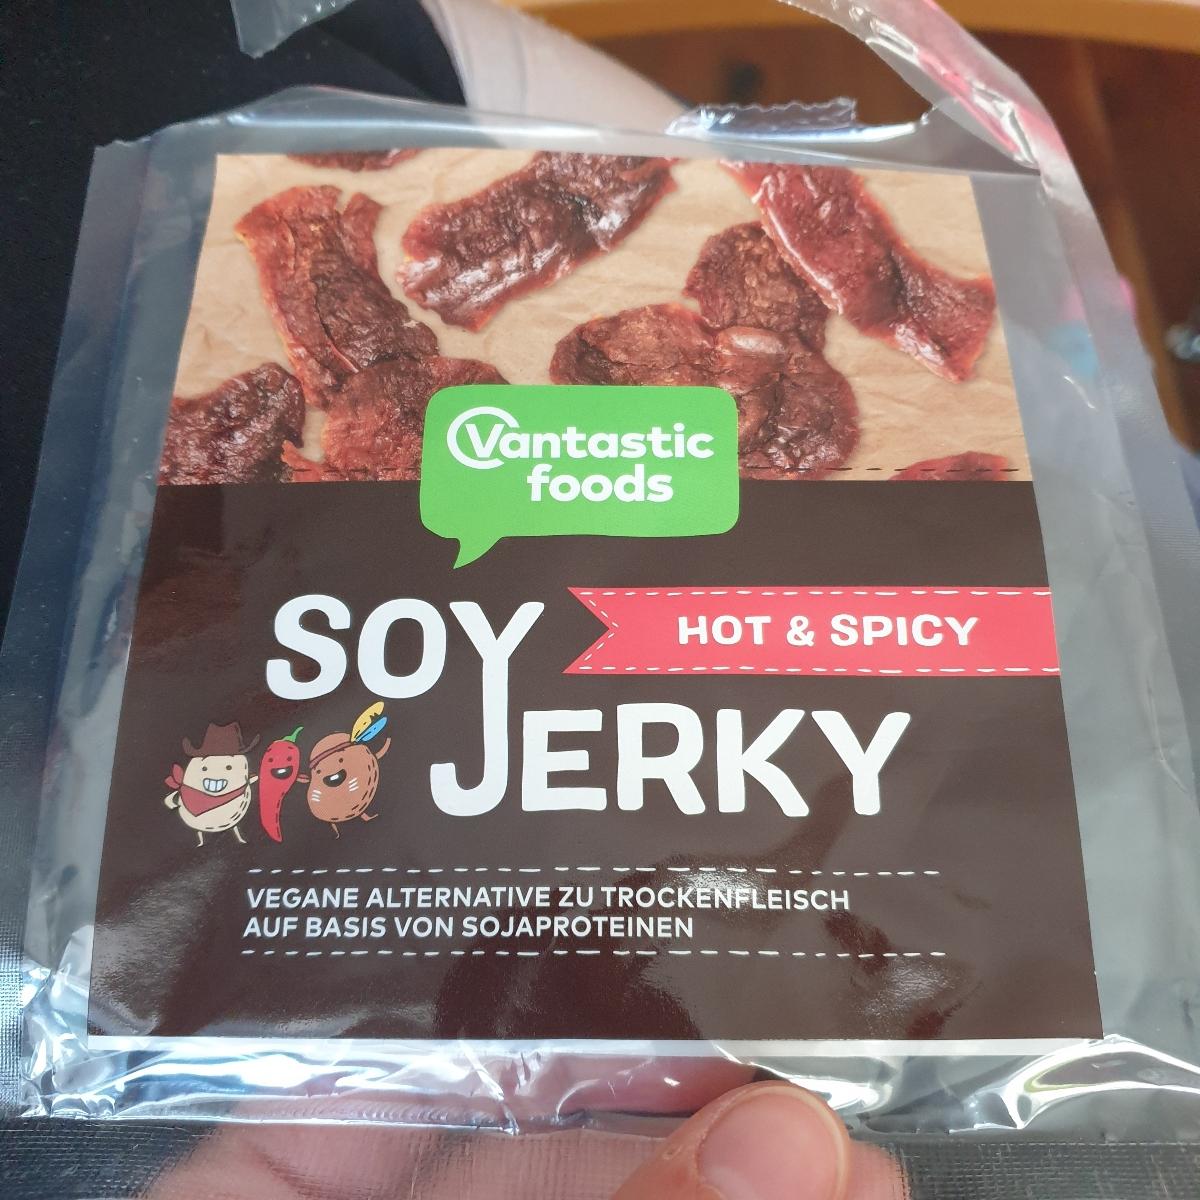 Vantastic
foods
SOY
HOT & SPICY
JERKY
VEGANE ALTERNATIVE ZU TROCKENFLEISCH
AUF BASIS VON SOJAPROTEINEN